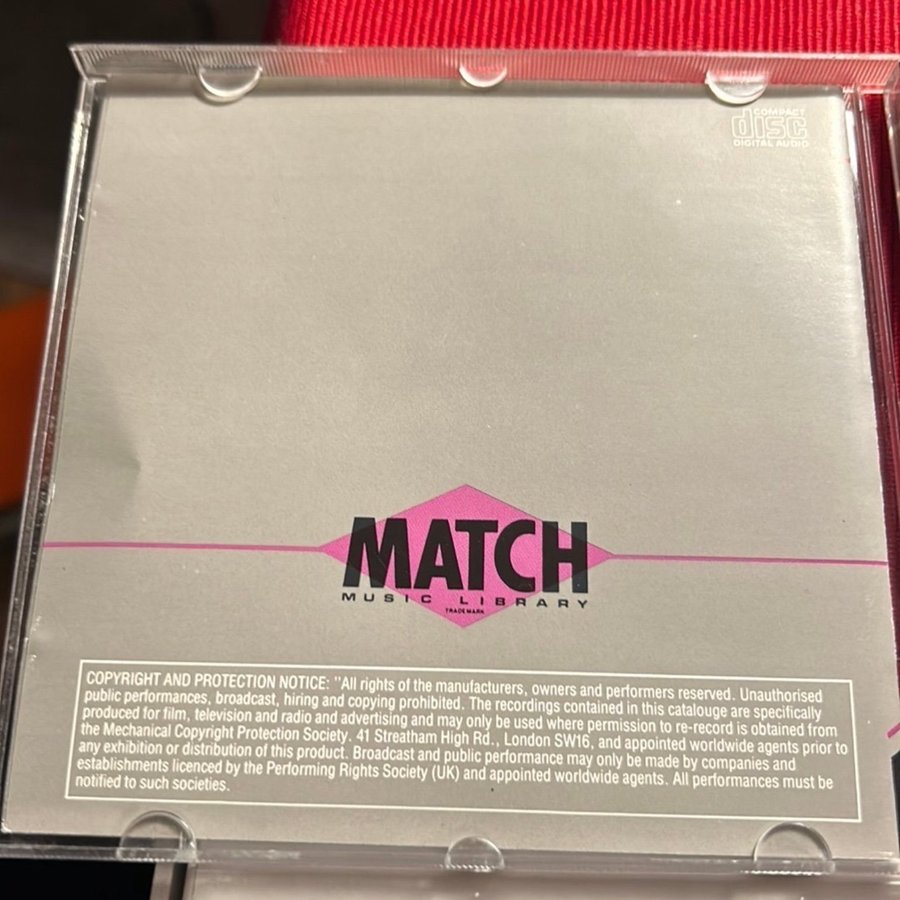 COMPACT
disc
DIGITAL AUDIO
MATCH
MUSIC LIBRARY
TRADE MARK
COPYRIGHT AND PROTECTION NOTICE: "All rights of the manufacturers, owners and performers reserved. Unauthorised
public performances, broadcast, hiring and copying prohibited. The recordings contained in this catalouge are specifically
produced for film, television and radio and advertising and may only be used where permission to re-record is obtained from
the Mechanical Copyright Protection Society. 41 Streatham High Rd., London SW16, and appointed worldwide agents prior to
any exhibition or distribution of this product. Broadcast and public performance may only be made by companies and
establishments licenced by the Performing Rights Society (UK) and appointed worldwide agents. All performances must be
notified to such societies.